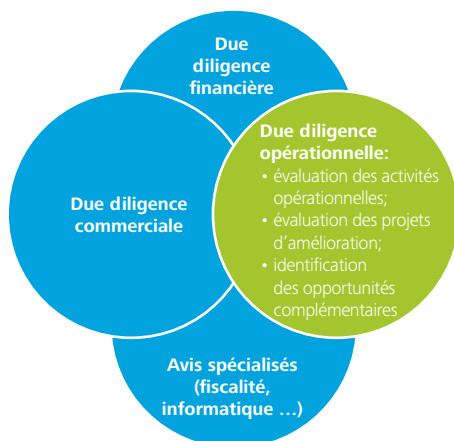 Due
diligence
financière
Due diligence
commerciale
Due diligence
opérationnelle:
• évaluation des activités
opérationnelles;
• évaluation des projets
d'amélioration;
• identification
des opportunités
complémentaires
Avis spécialisés
(fiscalité,
informatique ...)